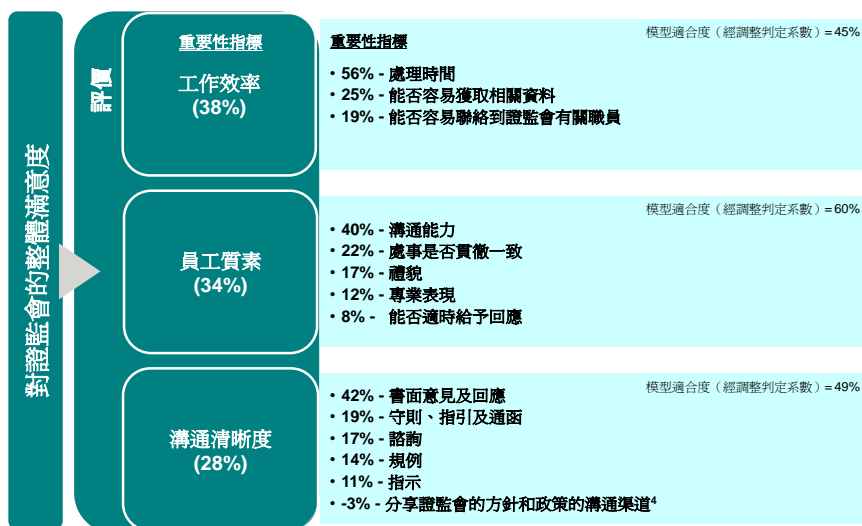 對證監會的整體滿意度
評價
重要性指標
工作效率
(38%)
重要性指標
模型適合度（經調整判定系數）= 45%
• 56% - 處理時間
• 25% - 能否容易獲取相關資料
• 19% - 能否容易聯絡到證監會有關職員
員工質素
(34%)
模型適合度（經調整判定系數）= 60%
• 40% - 溝通能力
• 22% - 處事是否貫徹一致
• 17% - 禮貌
• 12% - 專業表現
• 8% - 能否適時給予回應
溝通清晰度
(28%)
模型適合度（經調整判定系數）= 49%
• 42% - 書面意見及回應
• 19% - 守則、指引及通函
• 17% - 諮詢
• 14% - 規例
• 11% - 指示
• -3% - 分享證監會的方針和政策的溝通渠道⁴